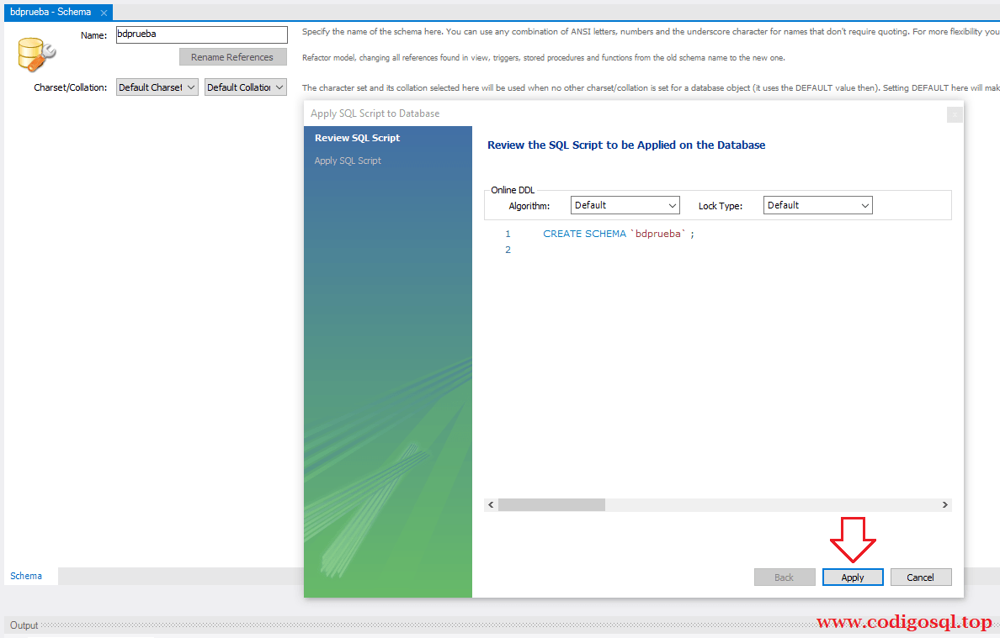 bdprueba - Schema
Name: bdprueba
Specify the name of the schema here. You can use any combination of ANSI letters, numbers and the underscore character for names that don't require quoting. For more flexibility you
Rename References
Refactor model, changing all references found in view, triggers, stored procedures and functions from the old schema name to the new one.
Charset/Collation: Default Charset Default Collation
The character set and its collation selected here will be used when no other charset/collation is set for a database object (it uses the DEFAULT value then). Setting DEFAULT here will mak
Apply SQL Script to Database
Review SQL Script
Apply SQL Script
Review the SQL Script to be Applied on the Database
Online DDL
Algorithm: Default Lock Type: Default
1 CREATE SCHEMA `bdprueba` ;
2
Back Apply Cancel
Schema
Output
www.codigosql.top